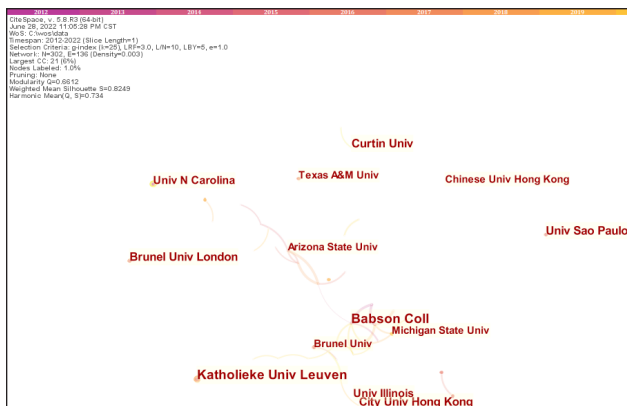 2012 2013 2014 2015 2016 2017 2018 2019
CiteSpace, v. 5.8.R3 (64-bit)
June 28, 2022 11:05:28 PM CST
WoS: C:\wos\data
Timespan: 2012-2022 (Slice Length=1)
Selection Criteria: g-index (k=25), LRF=3.0, L/N=10, LBY=5, e=1.0
Network: N=302, E=136 (Density=0.003)
Largest CC: 21 (6%)
Nodes Labeled: 1.0%
Pruning: None
Modularity Q=0.6612
Weighted Mean Silhouette S=0.8249
Harmonic Mean(Q, S)=0.734
Curtin Univ
Texas A&M Univ
Univ N Carolina
Chinese Univ Hong Kong
Univ Sao Paulo
Arizona State Univ
Brunel Univ London
Babson Coll
Michigan State Univ
Brunel Univ
Katholieke Univ Leuven
Univ Illinois
City Univ Hong Kong